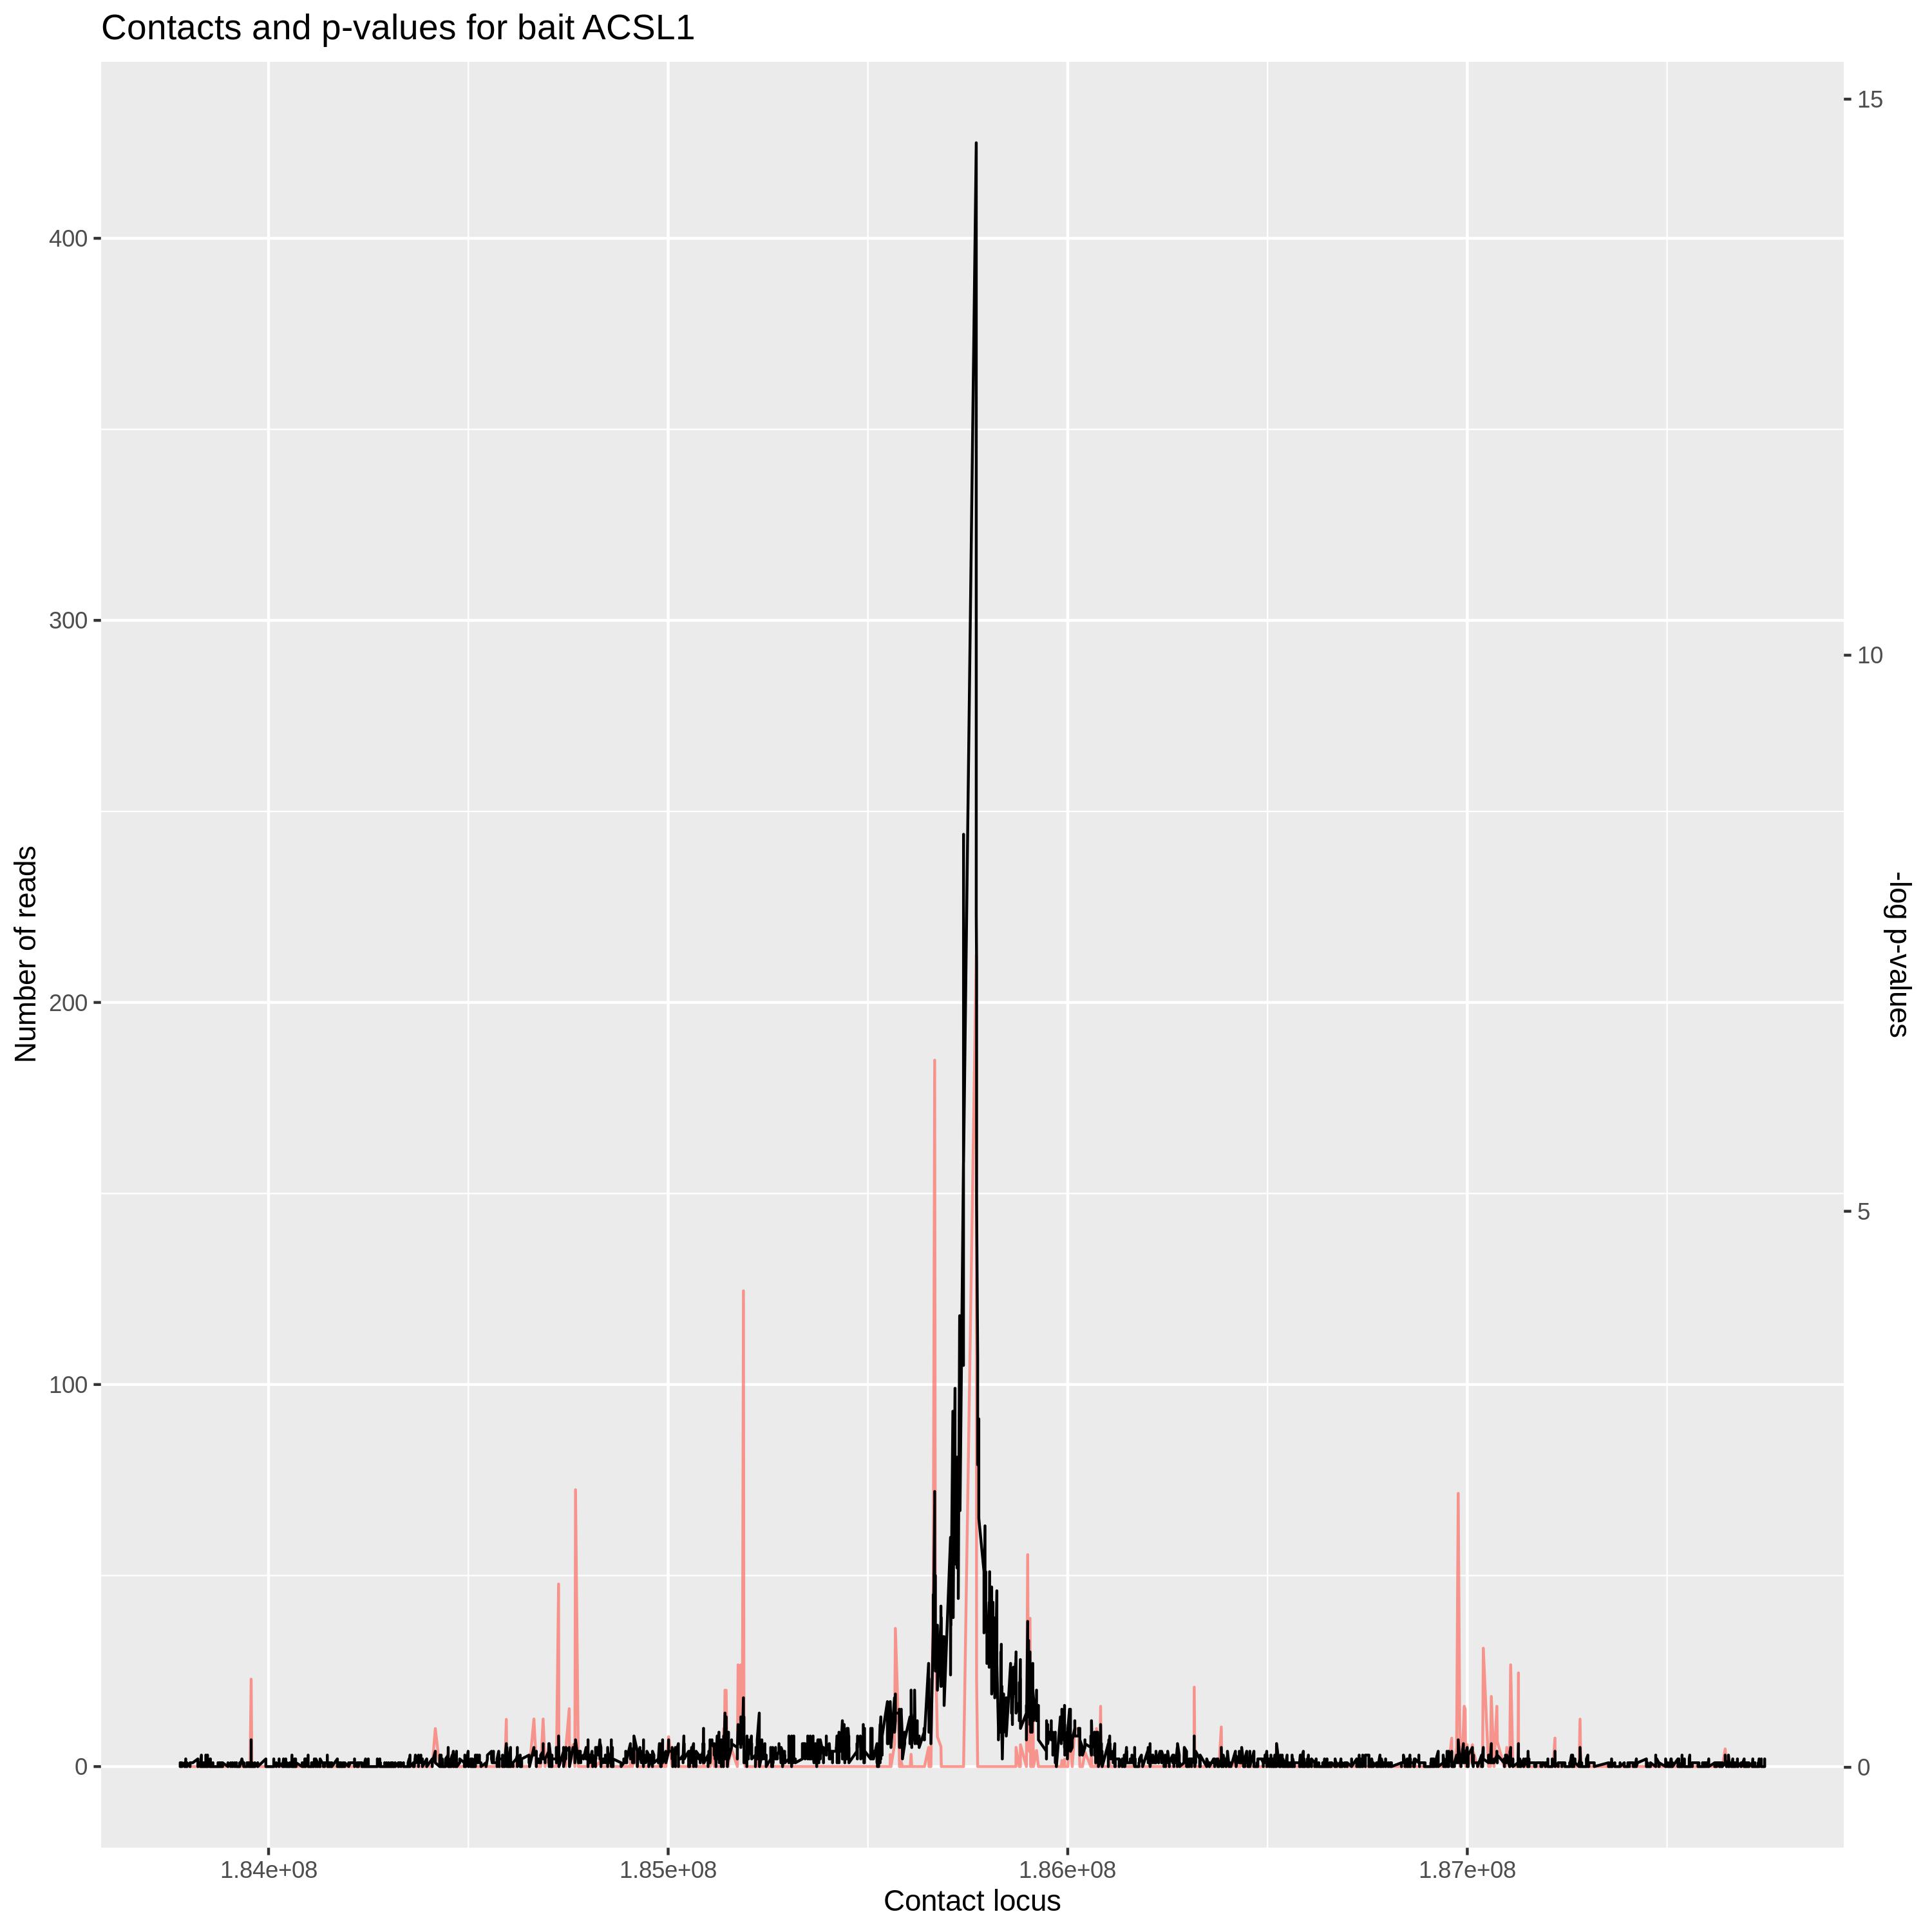 Contacts and p-values for bait ACSL1
15
400
300
10
Number of reads
-log p-values
200
5
100
0
0
1.84e+08
1.85e+08
1.86e+08
1.87e+08
Contact locus